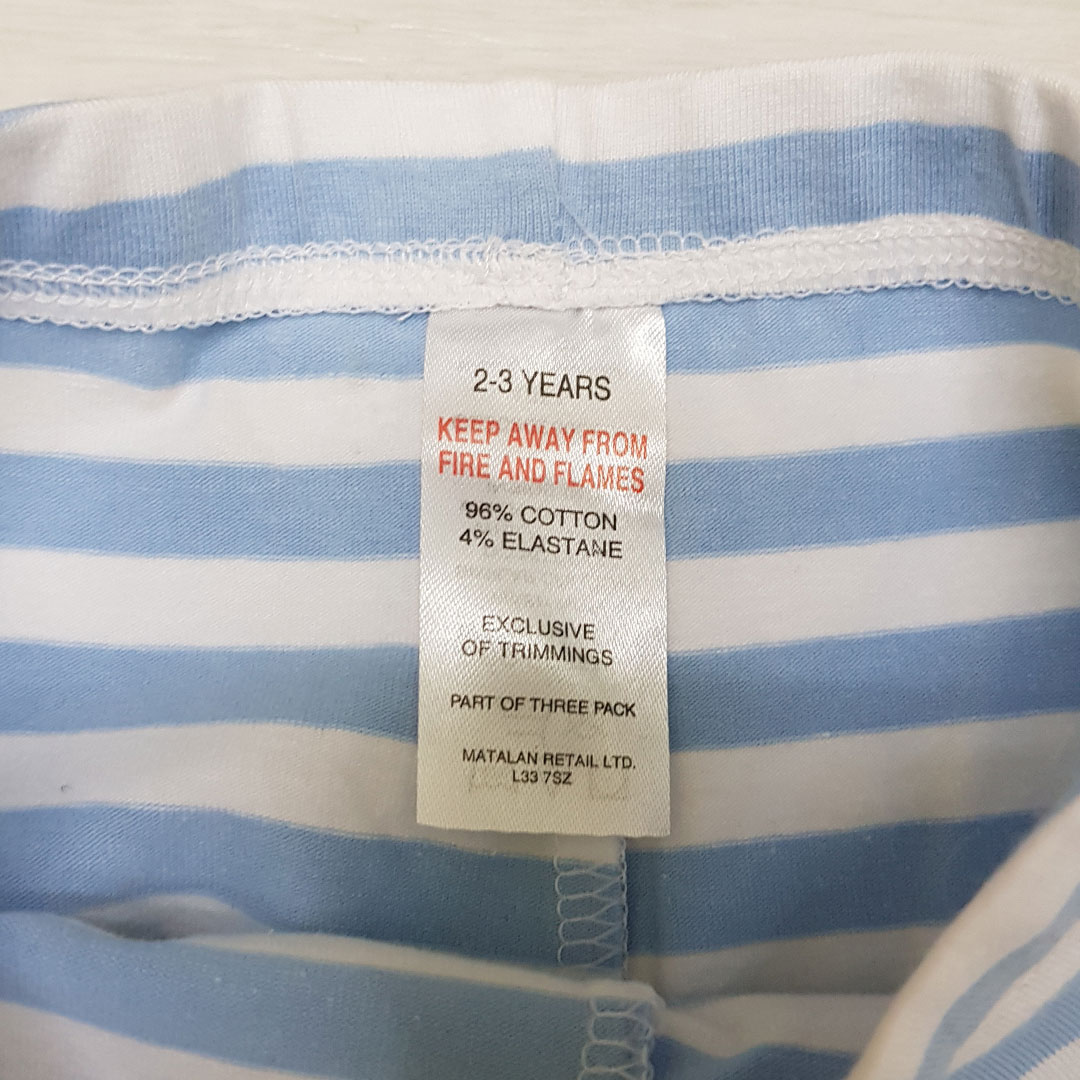 2-3 YEARS
KEEP AWAY FROM
FIRE AND FLAMES
96% COTTON
4% ELASTANE
EXCLUSIVE
OF TRIMMINGS
PART OF THREE PACK
MATALAN RETAIL LTD.
L33 7SZ